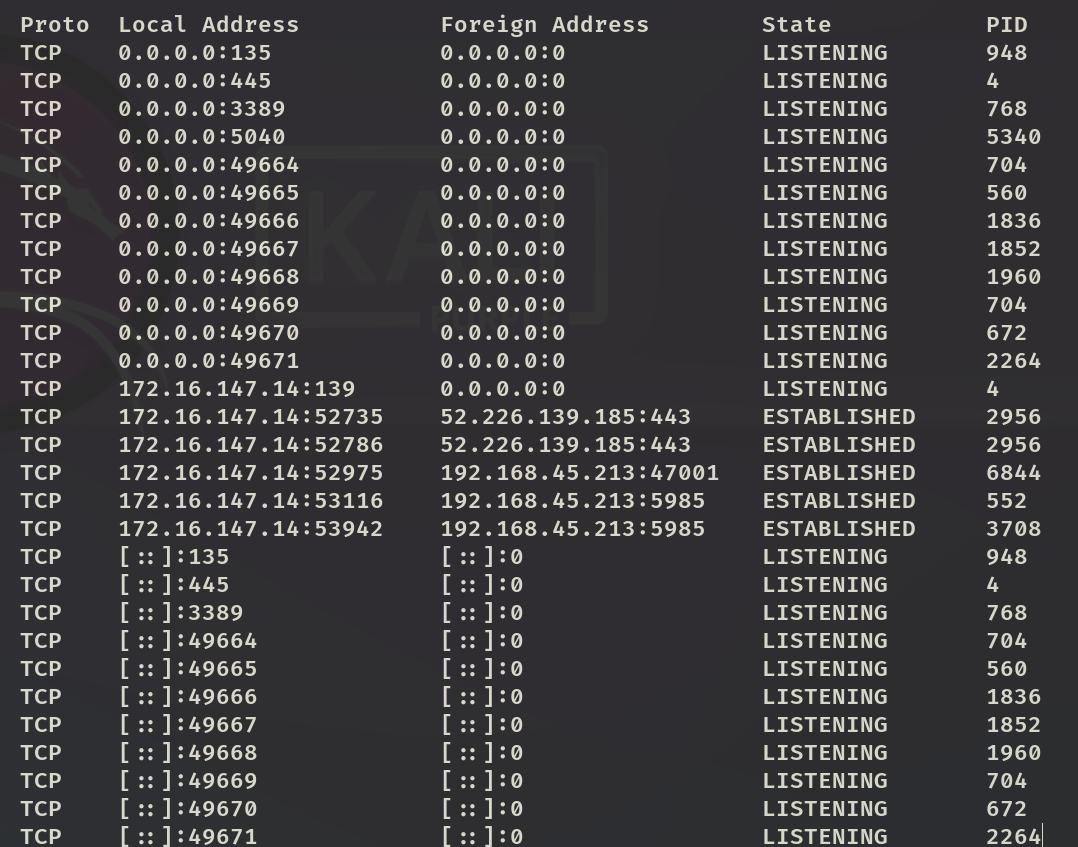 Proto  Local Address          Foreign Address        State           PID
TCP    0.0.0.0:135            0.0.0.0:0              LISTENING       948
TCP    0.0.0.0:445            0.0.0.0:0              LISTENING       4
TCP    0.0.0.0:3389           0.0.0.0:0              LISTENING       768
TCP    0.0.0.0:5040           0.0.0.0:0              LISTENING       5340
TCP    0.0.0.0:49664          0.0.0.0:0              LISTENING       704
TCP    0.0.0.0:49665          0.0.0.0:0              LISTENING       560
TCP    0.0.0.0:49666          0.0.0.0:0              LISTENING       1836
TCP    0.0.0.0:49667          0.0.0.0:0              LISTENING       1852
TCP    0.0.0.0:49668          0.0.0.0:0              LISTENING       1960
TCP    0.0.0.0:49669          0.0.0.0:0              LISTENING       704
TCP    0.0.0.0:49670          0.0.0.0:0              LISTENING       672
TCP    0.0.0.0:49671          0.0.0.0:0              LISTENING       2264
TCP    172.16.147.14:139      0.0.0.0:0              LISTENING       4
TCP    172.16.147.14:52735    52.226.139.185:443     ESTABLISHED     2956
TCP    172.16.147.14:52786    52.226.139.185:443     ESTABLISHED     2956
TCP    172.16.147.14:52975    192.168.45.213:47001   ESTABLISHED     6844
TCP    172.16.147.14:53116    192.168.45.213:5985    ESTABLISHED     552
TCP    172.16.147.14:53942    192.168.45.213:5985    ESTABLISHED     3708
TCP    [::]:135               [::]:0                 LISTENING       948
TCP    [::]:445               [::]:0                 LISTENING       4
TCP    [::]:3389              [::]:0                 LISTENING       768
TCP    [::]:49664             [::]:0                 LISTENING       704
TCP    [::]:49665             [::]:0                 LISTENING       560
TCP    [::]:49666             [::]:0                 LISTENING       1836
TCP    [::]:49667             [::]:0                 LISTENING       1852
TCP    [::]:49668             [::]:0                 LISTENING       1960
TCP    [::]:49669             [::]:0                 LISTENING       704
TCP    [::]:49670             [::]:0                 LISTENING       672
TCP    [::]:49671             [::]:0                 LISTENING       2264